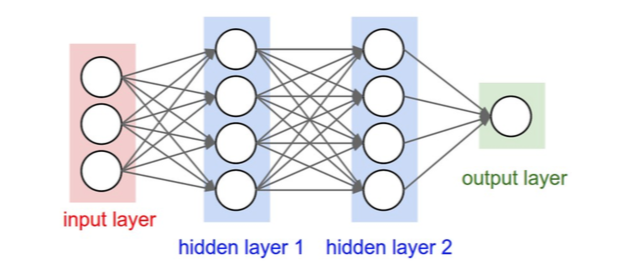 input layer
hidden layer 1
hidden layer 2
output layer